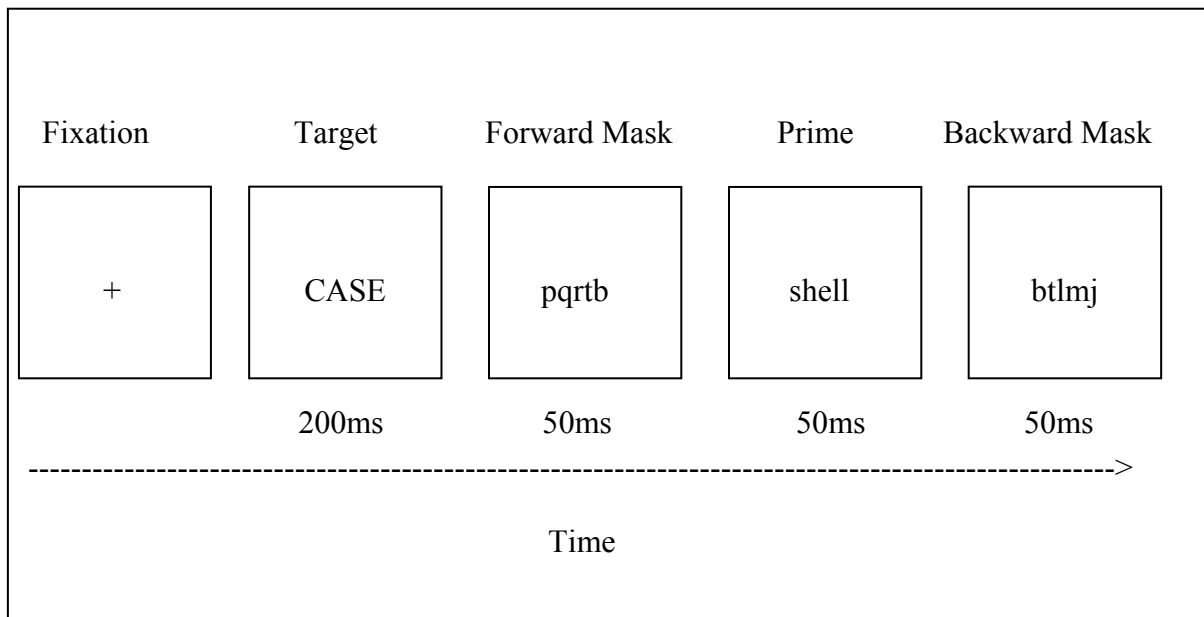 Fixation Target Forward Mask Prime Backward Mask
+ CASE pqrtb shell btlmj
200ms 50ms 50ms 50ms
------------------------------------------------------------------------------------------------------->
Time